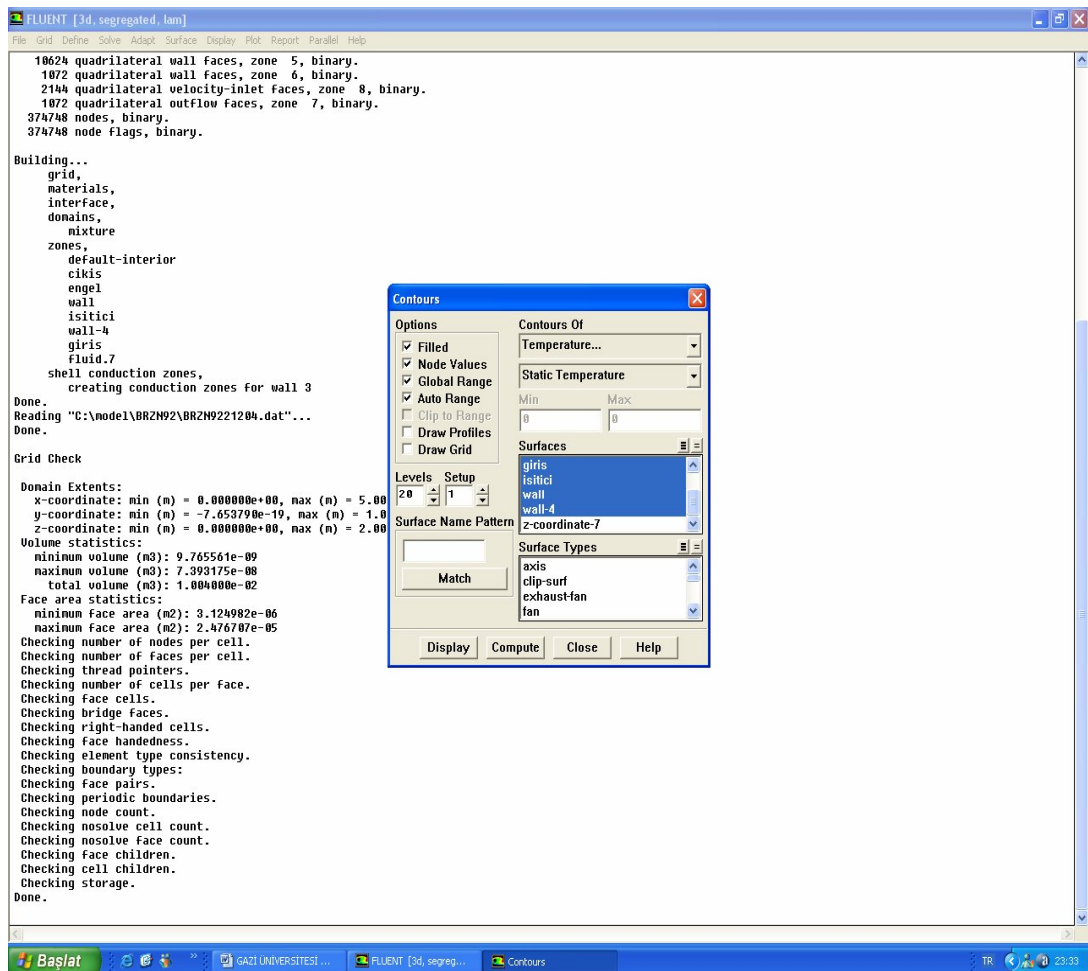 FLUENT [3d, segregated, lam]
File Grid Define Solve Adapt Surface Display Plot Report Parallel Help
10624 quadrilateral wall faces, zone 5, binary.
1072 quadrilateral wall faces, zone 6, binary.
2144 quadrilateral velocity-inlet faces, zone 8, binary.
1072 quadrilateral outflow faces, zone 7, binary.
374748 nodes, binary.
374748 node flags, binary.
Building...
grid,
materials,
interface,
domains,
mixture
zones,
default-interior
cikis
engel
wall
isitici
wall-4
giris
fluid.7
shell conduction zones,
creating conduction zones for wall 3
Done.
Reading "C:\model\BRZN92\BRZN9221204.dat"...
Done.
Grid Check
Domain Extents:
x-coordinate: min (m) = 0.000000e+00, max (m) = 5.00
y-coordinate: min (m) = -7.653790e-19, max (m) = 1.0
z-coordinate: min (m) = 0.000000e+00, max (m) = 2.00
Volume statistics:
minimum volume (m3): 9.765561e-09
maximum volume (m3): 7.393175e-08
total volume (m3): 1.004000e-02
Face area statistics:
minimum face area (m2): 3.124982e-06
maximum face area (m2): 2.476707e-05
Checking number of nodes per cell.
Checking number of faces per cell.
Checking thread pointers.
Checking number of cells per face.
Checking face cells.
Checking bridge faces.
Checking right-handed cells.
Checking face handedness.
Checking element type consistency.
Checking boundary types:
Checking face pairs.
Checking periodic boundaries.
Checking node count.
Checking nosolve cell count.
Checking nosolve face count.
Checking face children.
Checking cell children.
Checking storage.
Done.
Contours
Options
Filled
Node Values
Global Range
Auto Range
Clip to Range
Draw Profiles
Draw Grid
Levels Setup
20 1
Surface Name Pattern
Match
Contours Of
Temperature...
Static Temperature
Min Max
0 0
Surfaces
giris
isitici
wall
wall-4
z-coordinate-7
Surface Types
axis
clip-surf
exhaust-fan
fan
Display Compute Close Help
Başlat GAZİ ÜNİVERSİTESİ ... FLUENT [3d, segreg... Contours TR 23:33